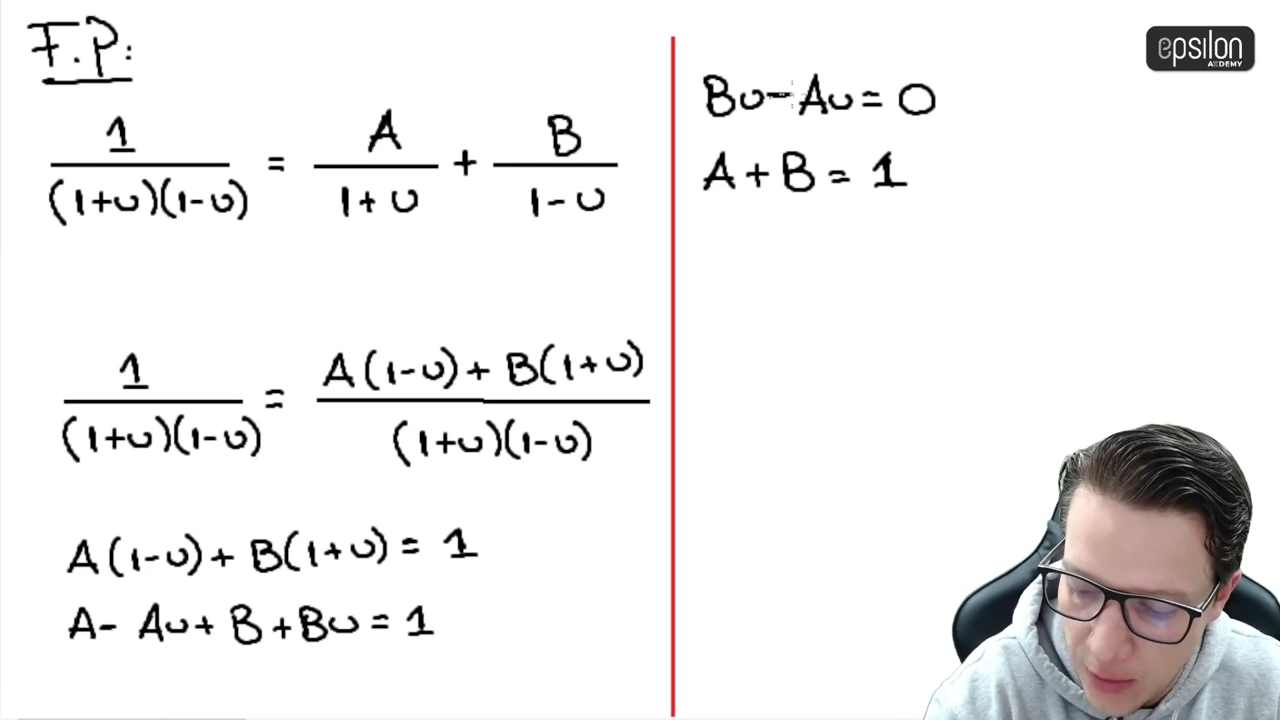 F.P:
1/((1+u)(1-u)) = A/(1+u) + B/(1-u)
1/((1+u)(1-u)) = (A(1-u) + B(1+u))/((1+u)(1-u))
A(1-u) + B(1+u) = 1
A - Au + B + Bu = 1
epsilon
ACADEMY
Bu - Au = 0
A + B = 1